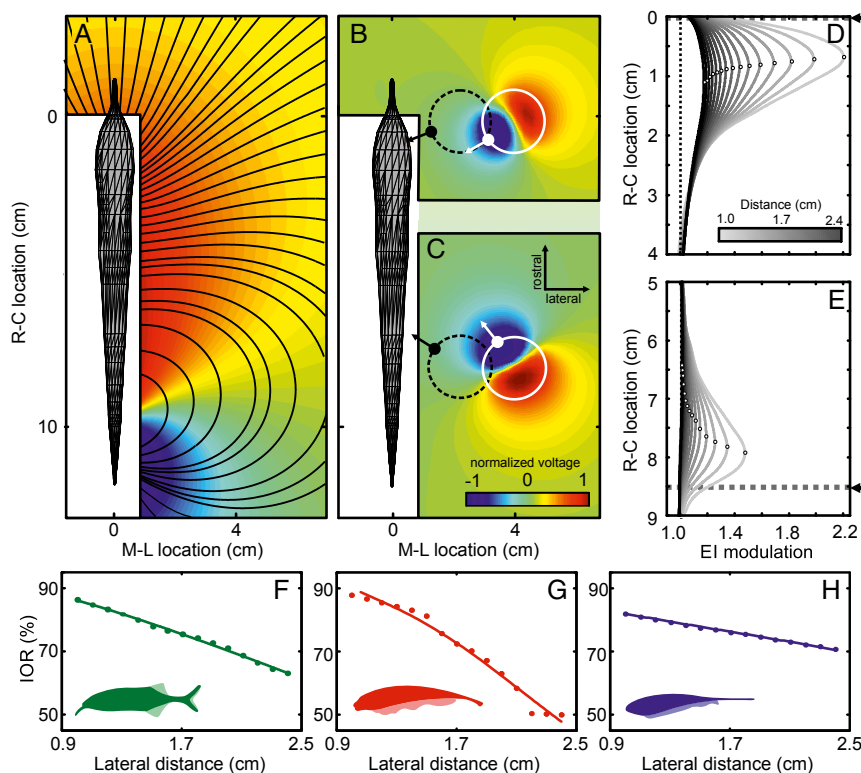 A
B
C
D
E
F
G
H
R-C location (cm)
0
10
0 4
M-L location (cm)
rostral
lateral
normalized voltage
-1 0 1
0 4
M-L location (cm)
R-C location (cm)
0
1
2
3
4
Distance (cm)
1.0 1.7 2.4
R-C location (cm)
5
6
7
8
9
1.0 1.4 1.8 2.2
EI modulation
IOR (%)
90
70
50
0.9 1.7 2.5
Lateral distance (cm)
90
70
50
0.9 1.7 2.5
Lateral distance (cm)
90
70
50
0.9 1.7 2.5
Lateral distance (cm)